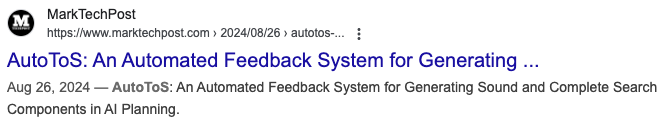 MarkTechPost
https://www.marktechpost.com › 2024/08/26 › autotos-...
AutoToS: An Automated Feedback System for Generating ...
Aug 26, 2024 — AutoToS: An Automated Feedback System for Generating Sound and Complete Search
Components in AI Planning.